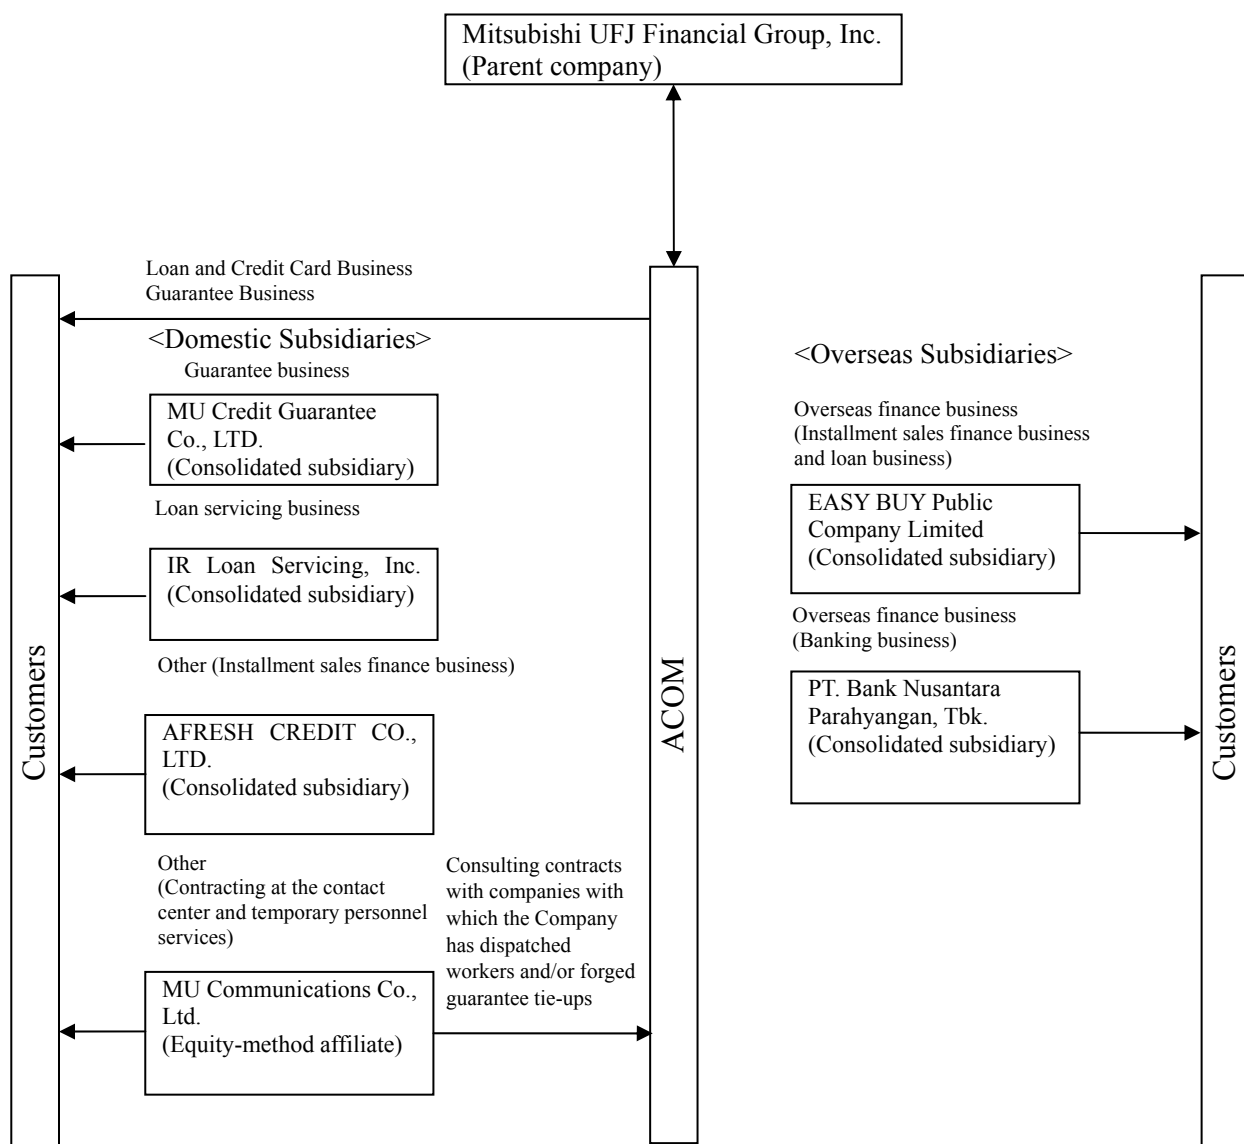 Mitsubishi UFJ Financial Group, Inc.
(Parent company)
Loan and Credit Card Business
Guarantee Business
<Domestic Subsidiaries>
Guarantee business
MU Credit Guarantee
Co., LTD.
(Consolidated subsidiary)
Loan servicing business
IR Loan Servicing, Inc.
(Consolidated subsidiary)
Other (Installment sales finance business)
AFRESH CREDIT CO.,
LTD.
(Consolidated subsidiary)
Other
(Contracting at the contact
center and temporary personnel
services)
MU Communications Co.,
Ltd.
(Equity-method affiliate)
Consulting contracts
with companies with
which the Company
has dispatched
workers and/or forged
guarantee tie-ups
Customers
ACOM
<Overseas Subsidiaries>
Overseas finance business
(Installment sales finance business
and loan business)
EASY BUY Public
Company Limited
(Consolidated subsidiary)
Overseas finance business
(Banking business)
PT. Bank Nusantara
Parahyangan, Tbk.
(Consolidated subsidiary)
Customers